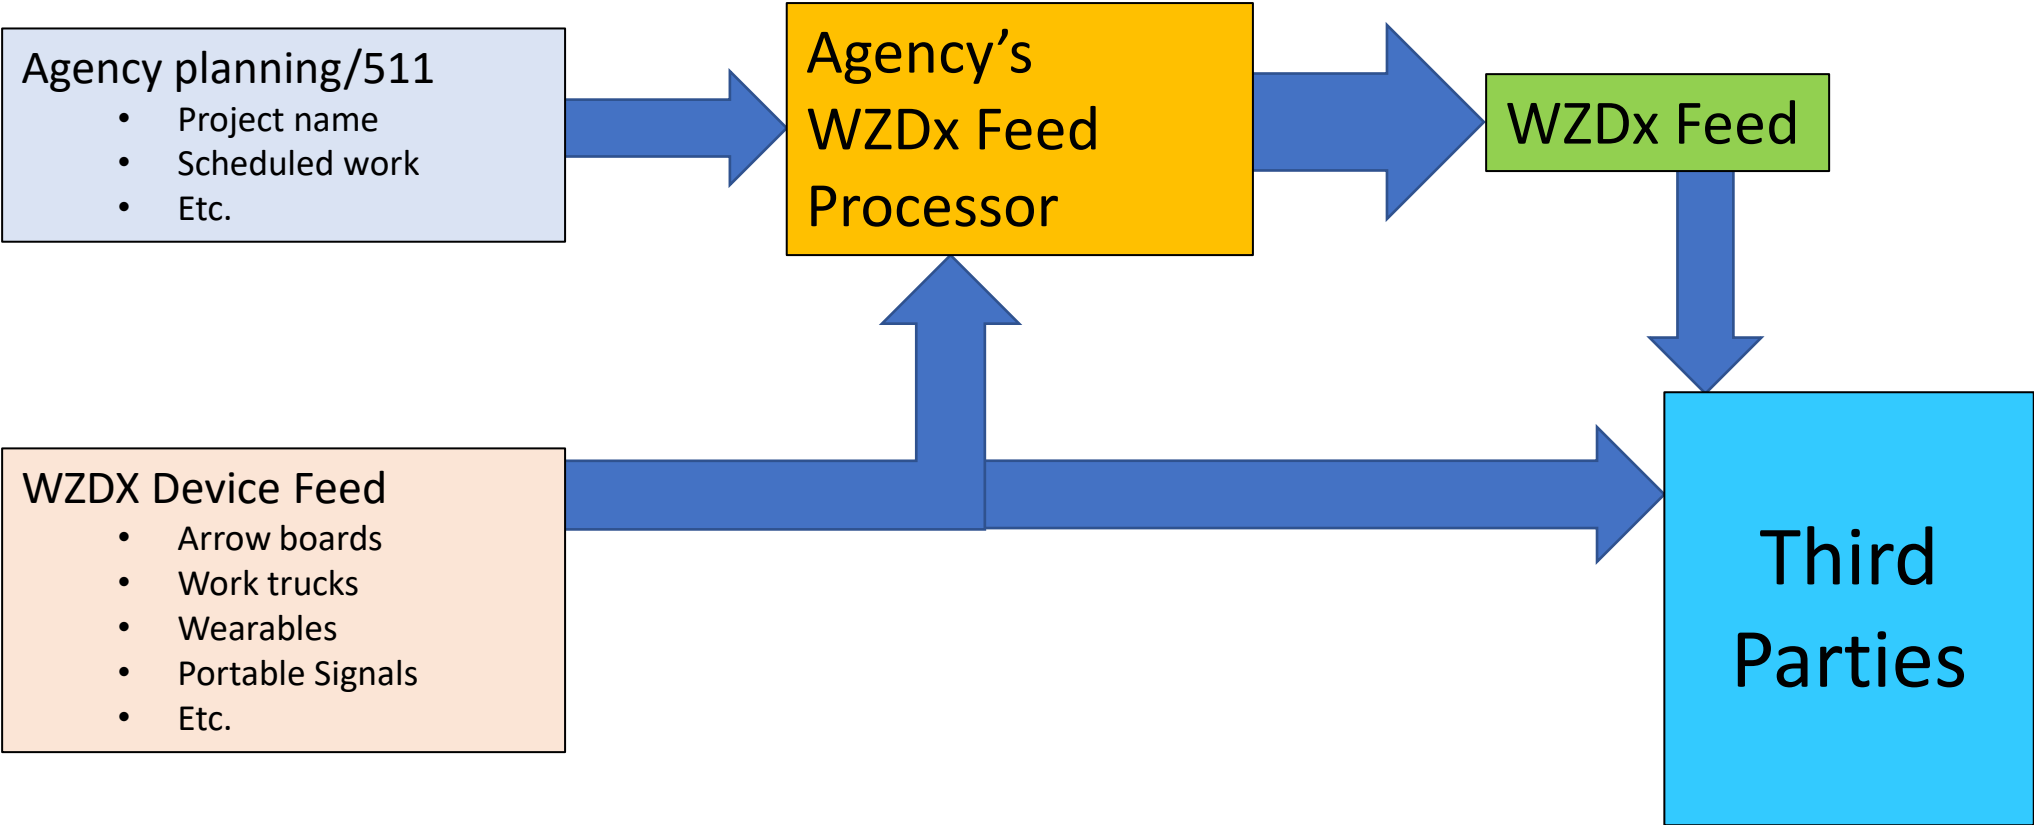 Agency planning/511
• Project name
• Scheduled work
• Etc.
Agency’s
WZDx Feed
Processor
WZDx Feed
WZDX Device Feed
• Arrow boards
• Work trucks
• Wearables
• Portable Signals
• Etc.
Third
Parties